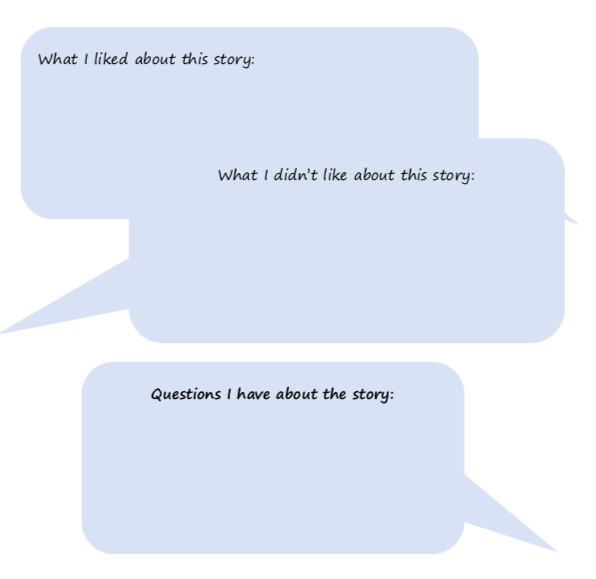 What I liked about this story:
What I didn't like about this story:
Questions I have about the story: